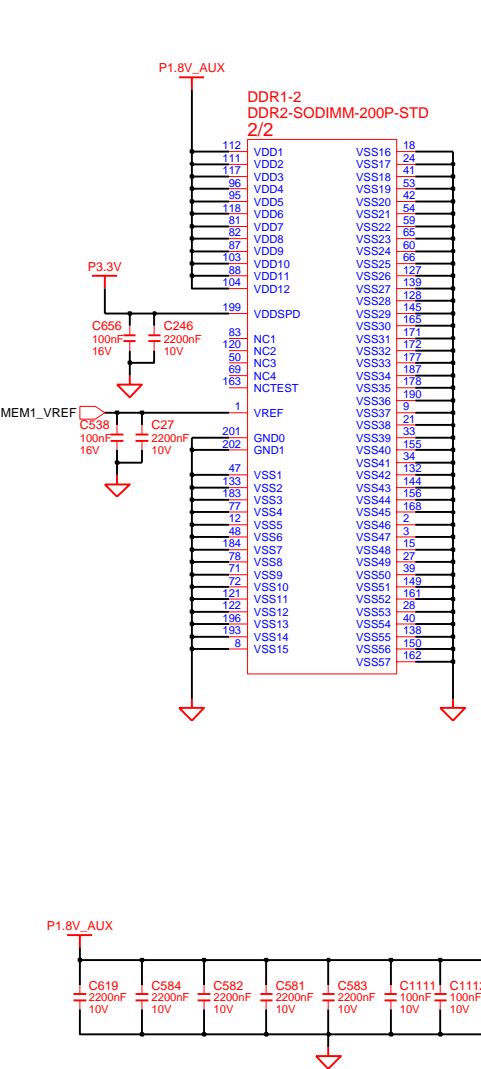 P1.8V_AUX
DDR1-2
DDR2-SODIMM-200P-STD
2/2
112 VDD1 VSS16 18
111 VDD2 VSS17 24
117 VDD3 VSS18 41
96 VDD4 VSS19 53
95 VDD5 VSS20 42
118 VDD6 VSS21 54
81 VDD7 VSS22 59
82 VDD8 VSS23 65
87 VDD9 VSS24 60
103 VDD10 VSS25 66
88 VDD11 VSS26 127
104 VDD12 VSS27 139
VSS28 128
P3.3V
199 VDDSPD VSS29 145
VSS30 165
C656 C246
100nF 2200nF
16V 10V
83 NC1 VSS31 171
120 NC2 VSS32 172
50 NC3 VSS33 177
69 NC4 VSS34 187
163 NCTEST VSS35 178
VSS36 190
MEM1_VREF
1 VREF VSS37 9
VSS38 21
C538 C27
100nF 2200nF
16V 10V
201 GND0 VSS39 33
202 GND1 VSS40 155
VSS41 34
47 VSS1 VSS42 132
133 VSS2 VSS43 144
183 VSS3 VSS44 156
77 VSS4 VSS45 168
12 VSS5 VSS46 2
48 VSS6 VSS47 3
184 VSS7 VSS48 15
78 VSS8 VSS49 27
71 VSS9 VSS50 39
72 VSS10 VSS51 149
121 VSS11 VSS52 161
122 VSS12 VSS53 28
196 VSS13 VSS54 40
193 VSS14 VSS55 138
8 VSS15 VSS56 150
VSS57 162
P1.8V_AUX
C619 C584 C582 C581 C583 C1111 C1112
2200nF 2200nF 2200nF 2200nF 2200nF 100nF 100nF
10V 10V 10V 10V 10V 10V 10V